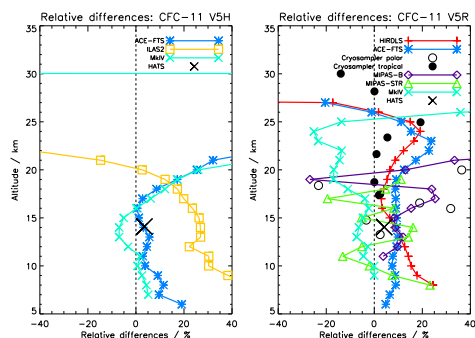 Relative differences: CFC-11 V5H
ACE-FTS
ILAS2
MkIV
HATS
40
35
30
25
20
15
10
5
Altitude / km
-40 -20 0 20 40
Relative differences / %
Relative differences: CFC-11 V5R
HIRDLS
ACE-FTS
Cryosampler polar
Cryosampler tropical
MIPAS-B
MIPAS-STR
MkIV
HATS
40
35
30
25
20
15
10
5
Altitude / km
-40 -20 0 20 40
Relative differences / %